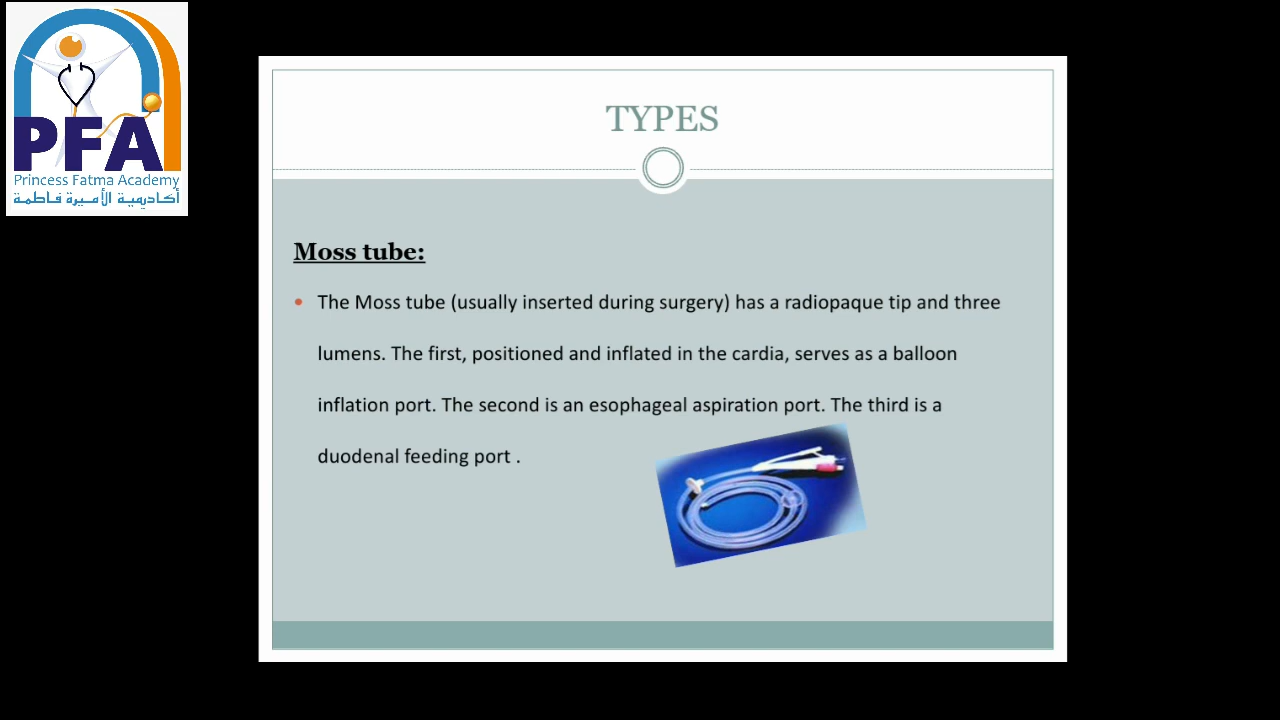 PFA
Princess Fatma Academy
أكاديمية الأميرة فاطمة
TYPES
Moss tube:
• The Moss tube (usually inserted during surgery) has a radiopaque tip and three
lumens. The first, positioned and inflated in the cardia, serves as a balloon
inflation port. The second is an esophageal aspiration port. The third is a
duodenal feeding port .